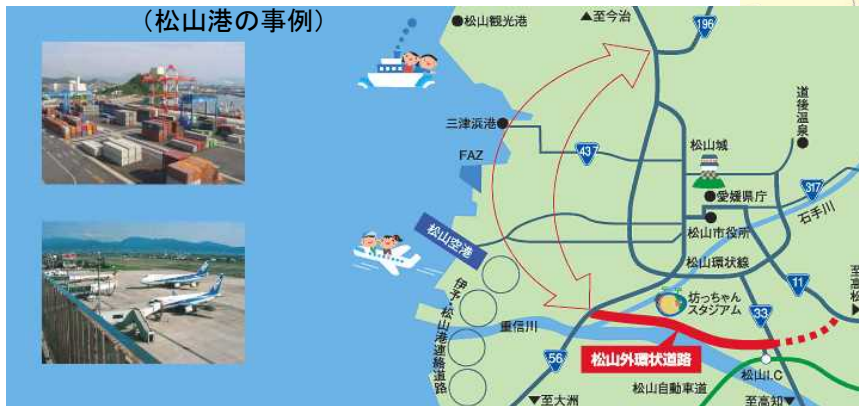 (松山港の事例)
松山観光港
▲至今治
196
三津浜港
FAZ
437
松山城
道後温泉
317
愛媛県庁
石手川
松山市役所
松山空港
松山環状線
伊予・松山港連絡道路
坊っちゃん
スタジアム
11
至高松▶
33
重信川
松山外環状道路
56
松山I.C
松山自動車道
▼至大洲
至高知▼